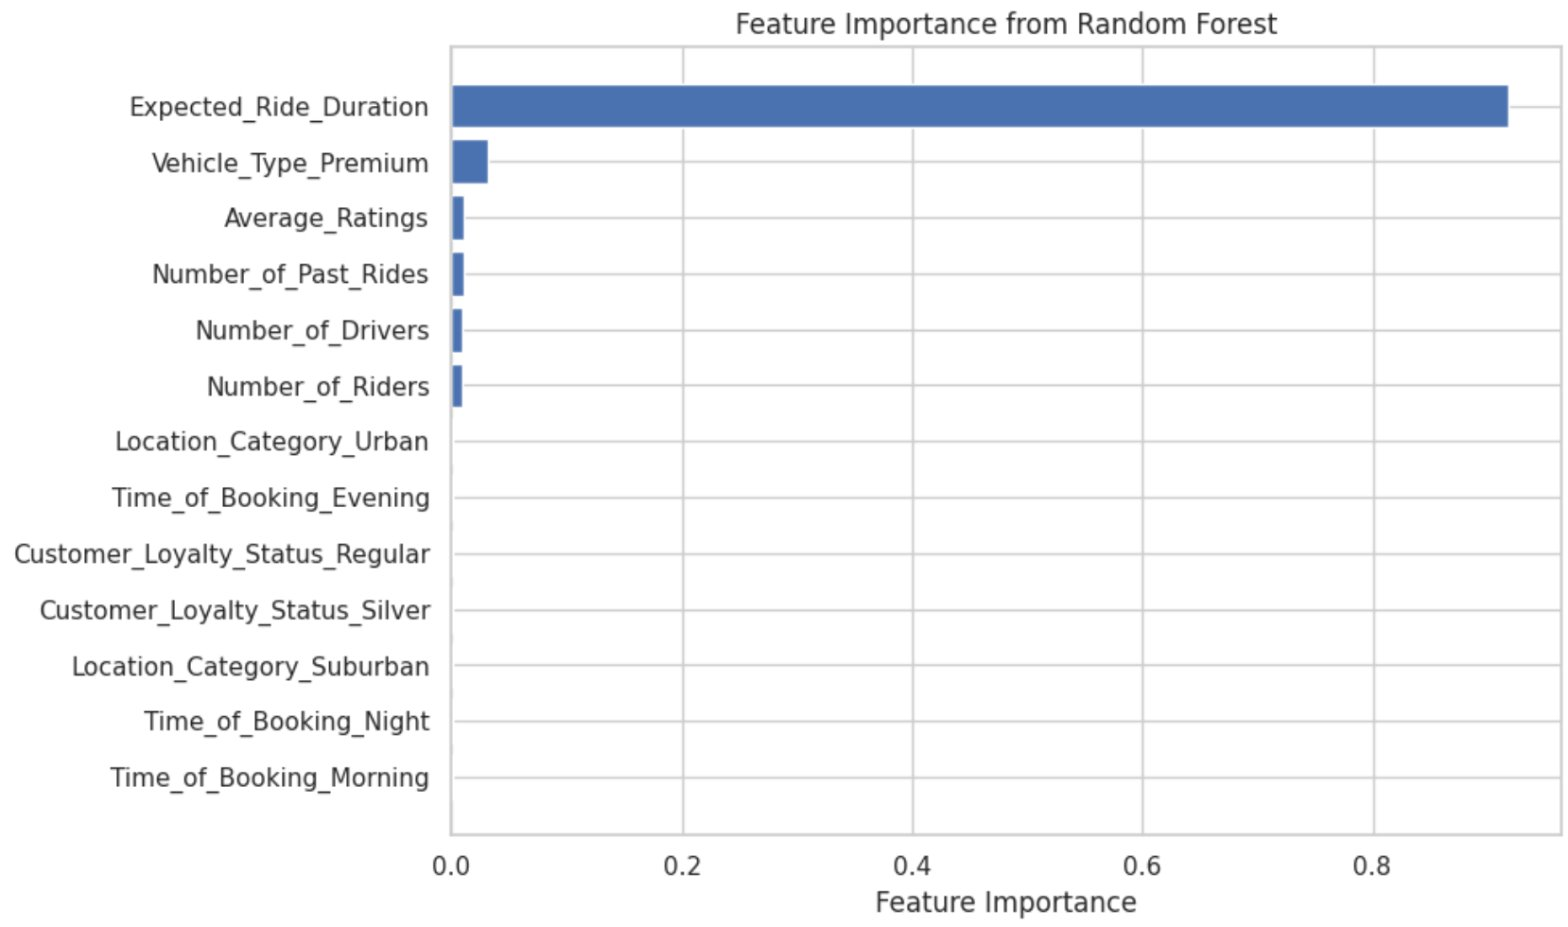 Feature Importance from Random Forest
Expected_Ride_Duration
Vehicle_Type_Premium
Average_Ratings
Number_of_Past_Rides
Number_of_Drivers
Number_of_Riders
Location_Category_Urban
Time_of_Booking_Evening
Customer_Loyalty_Status_Regular
Customer_Loyalty_Status_Silver
Location_Category_Suburban
Time_of_Booking_Night
Time_of_Booking_Morning
0.0 0.2 0.4 0.6 0.8
Feature Importance